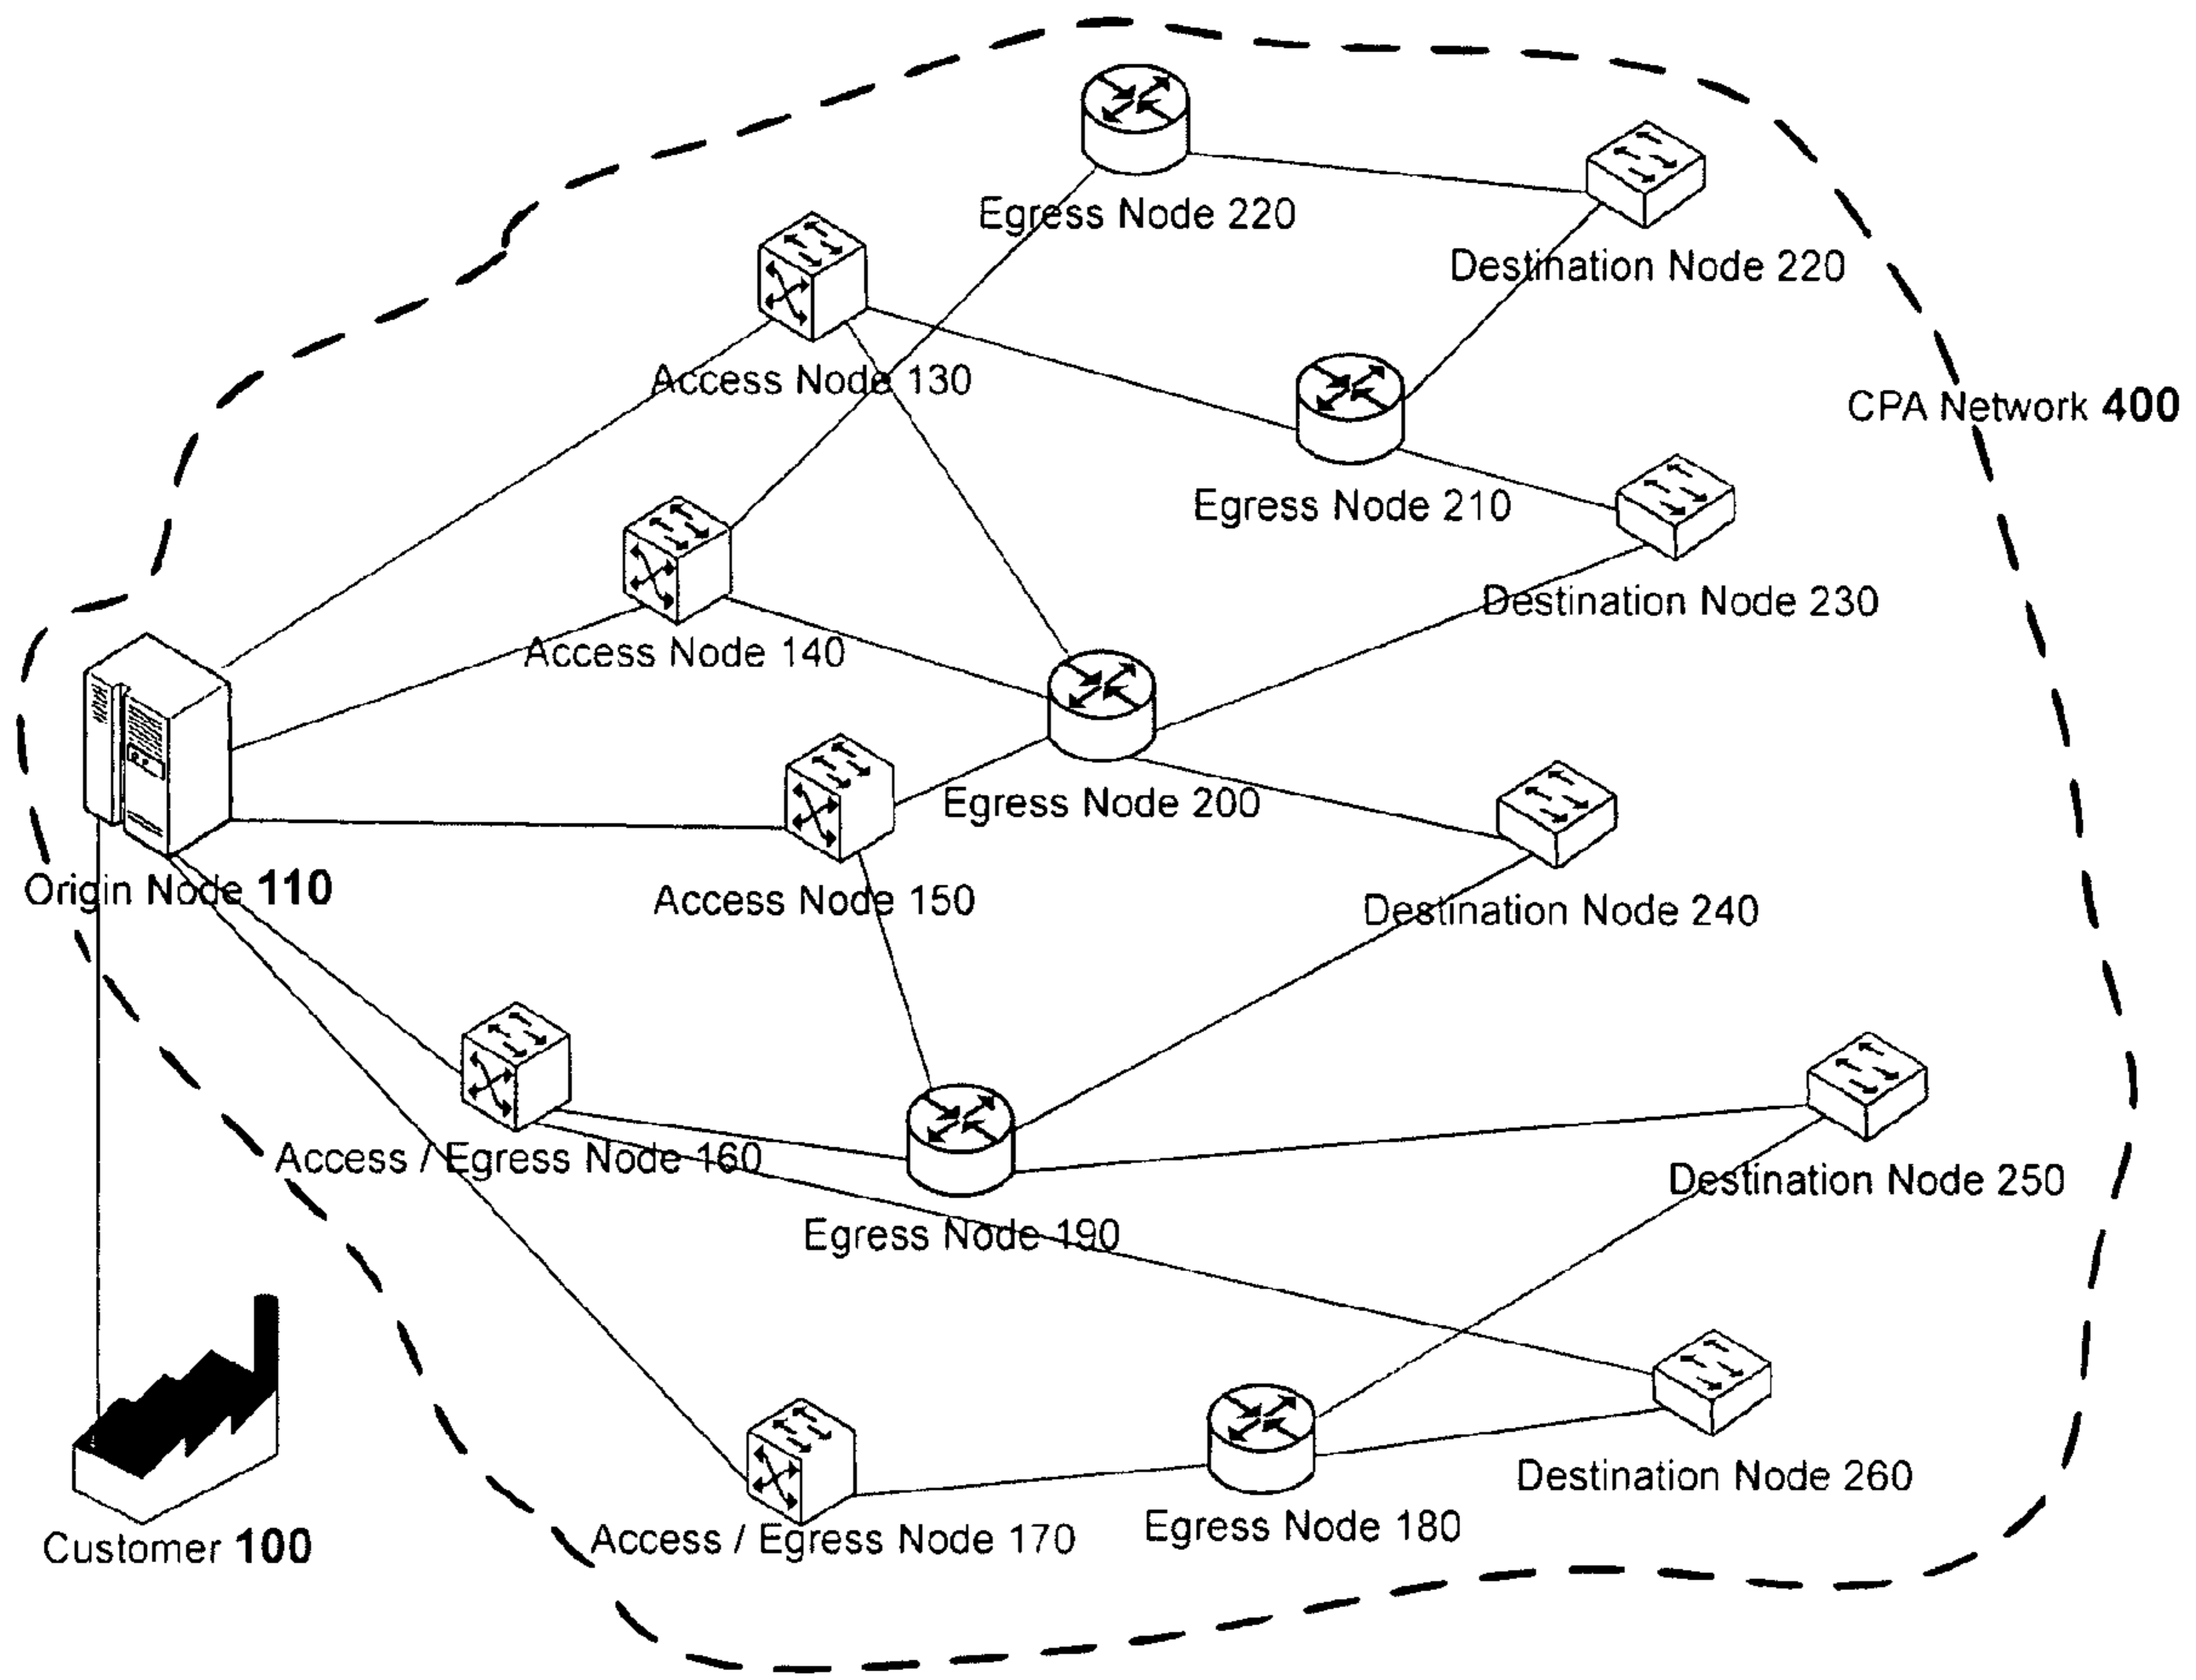 Egress Node 220
Destination Node 220
Access Node 130
CPA Network 400
Egress Node 210
Destination Node 230
Access Node 140
Egress Node 200
Origin Node 110
Access Node 150
Destination Node 240
Access / Egress Node 160
Destination Node 250
Egress Node 190
Destination Node 260
Egress Node 180
Access / Egress Node 170
Customer 100